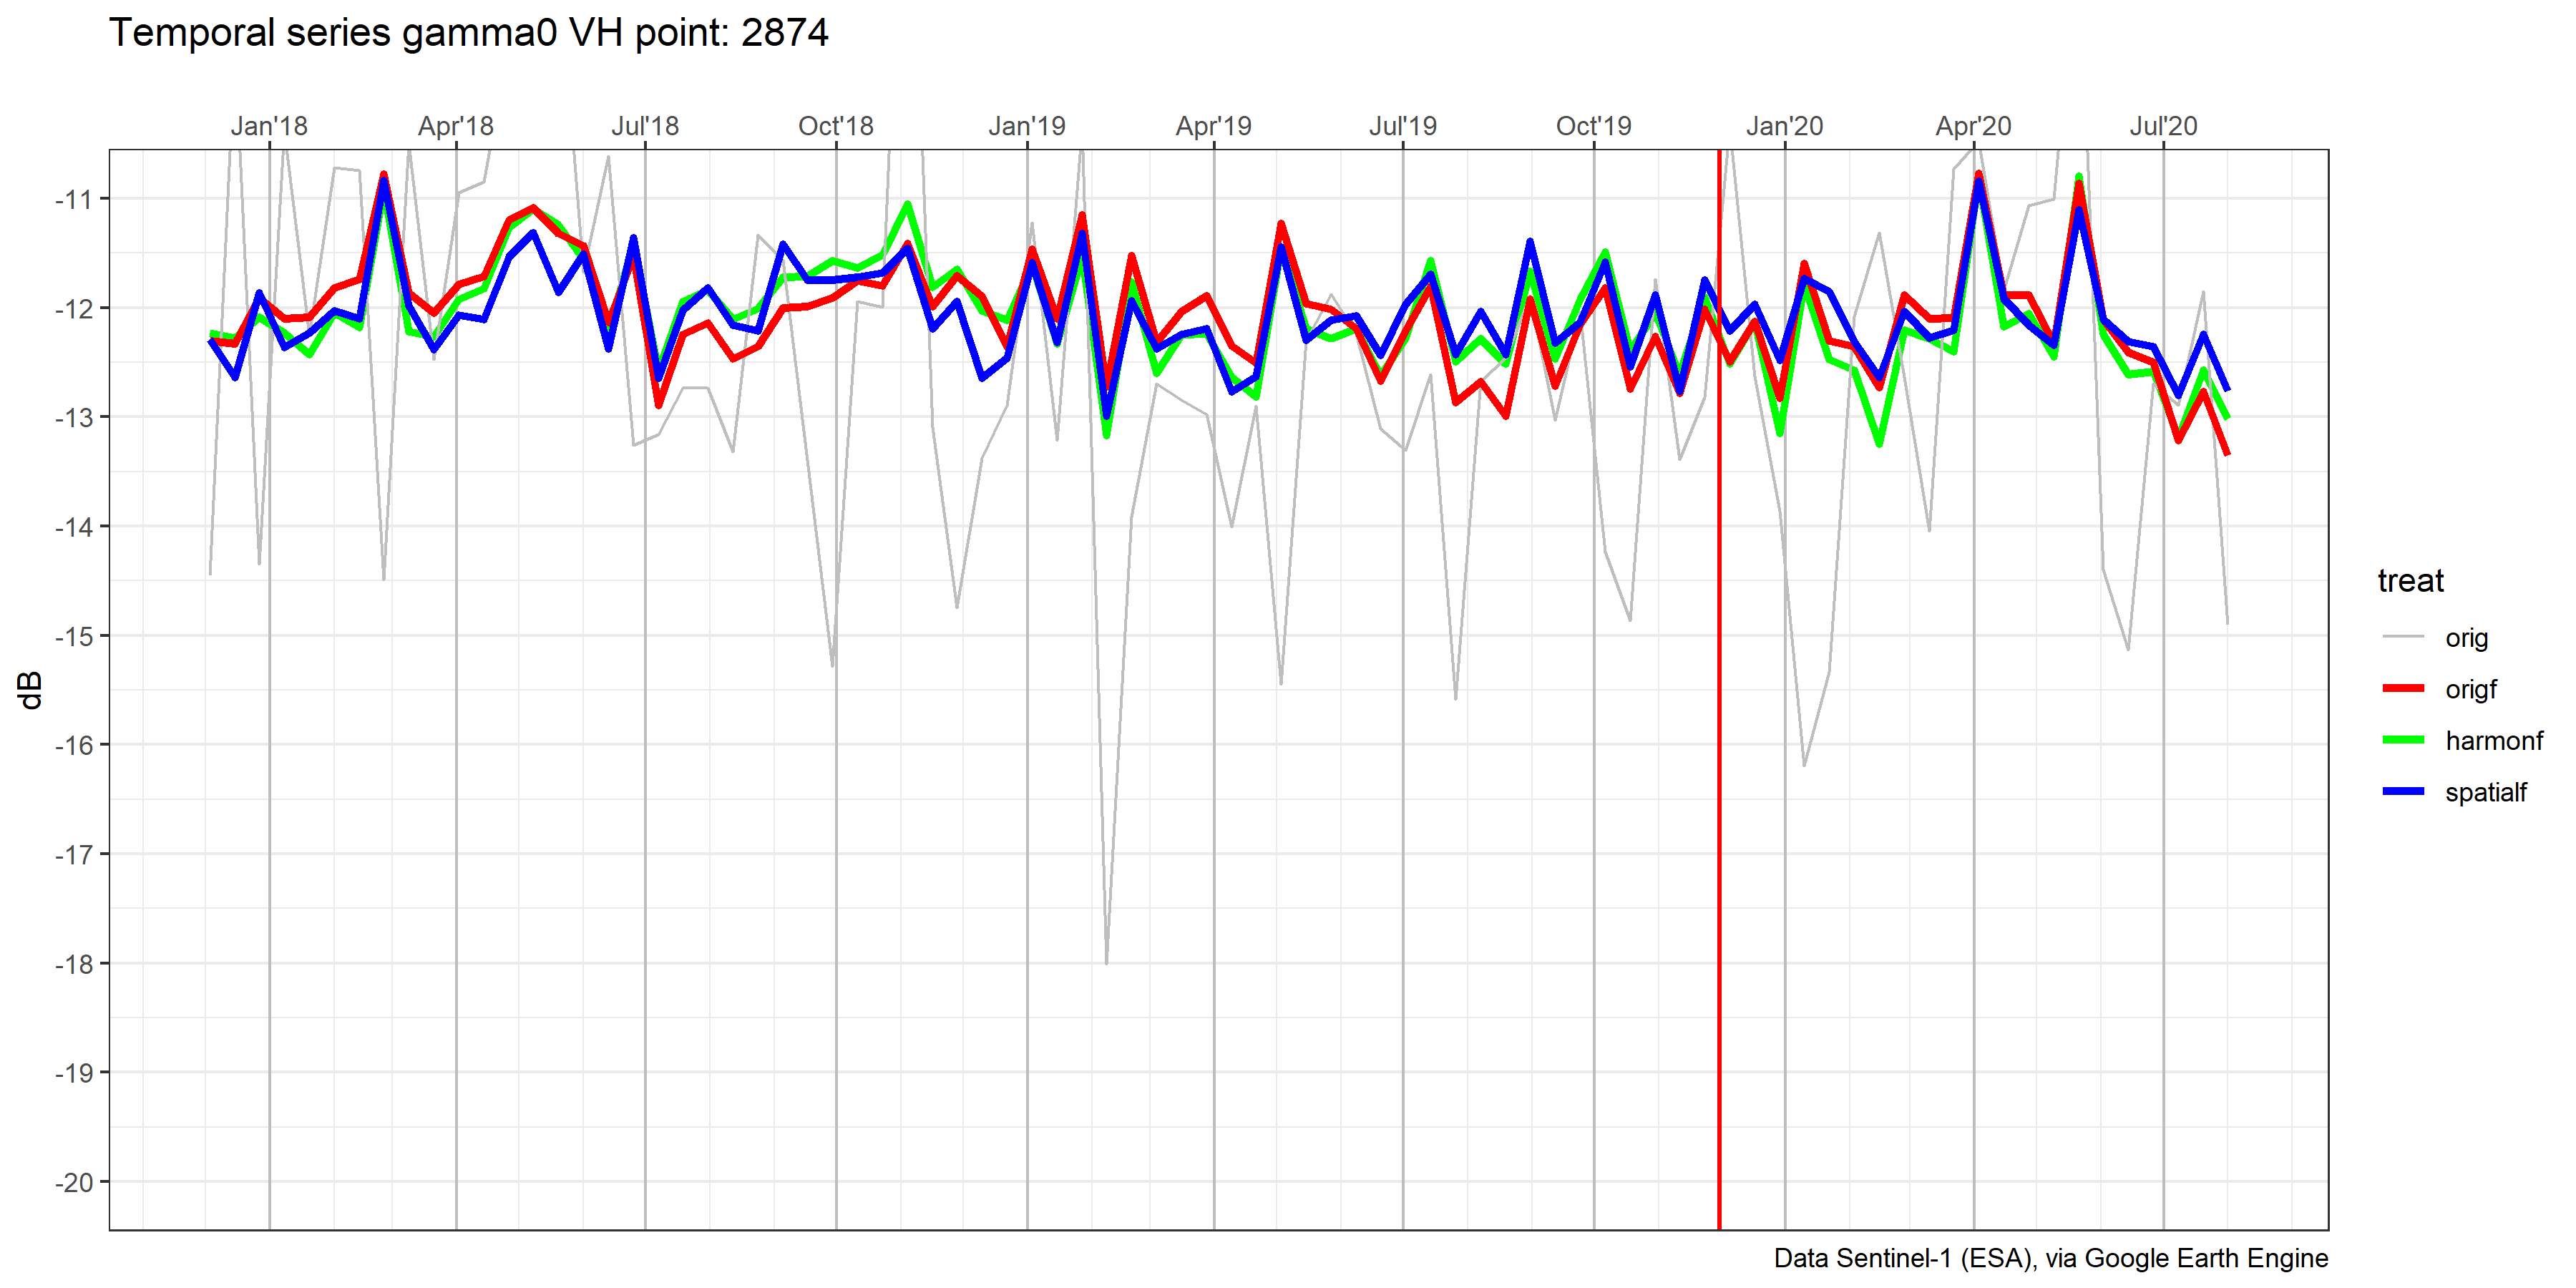 Temporal series gamma0 VH point: 2874
Jan'18 Apr'18 Jul'18 Oct'18 Jan'19 Apr'19 Jul'19 Oct'19 Jan'20 Apr'20 Jul'20
-11
-12
-13
-14
-15
-16
-17
-18
-19
-20
dB
treat
orig
origf
harmonf
spatialf
Data Sentinel-1 (ESA), via Google Earth Engine